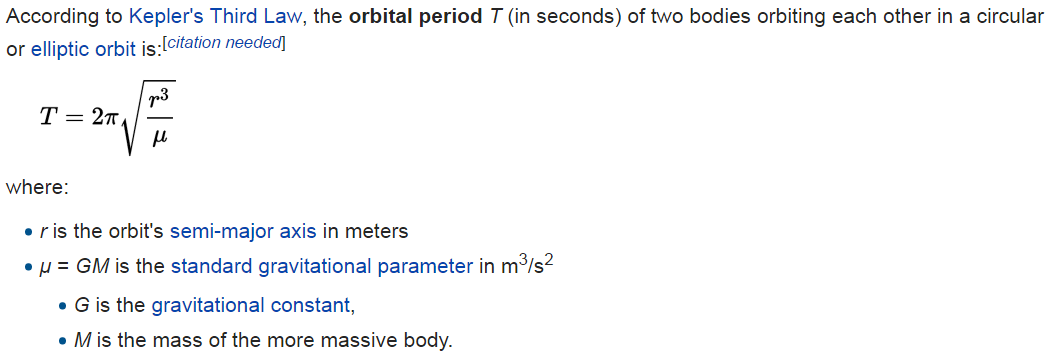 According to Kepler's Third Law, the orbital period T (in seconds) of two bodies orbiting each other in a circular
or elliptic orbit is:[citation needed]
T = 2π√(r³/μ)
where:
• r is the orbit's semi-major axis in meters
• μ = GM is the standard gravitational parameter in m³/s²
• G is the gravitational constant,
• M is the mass of the more massive body.